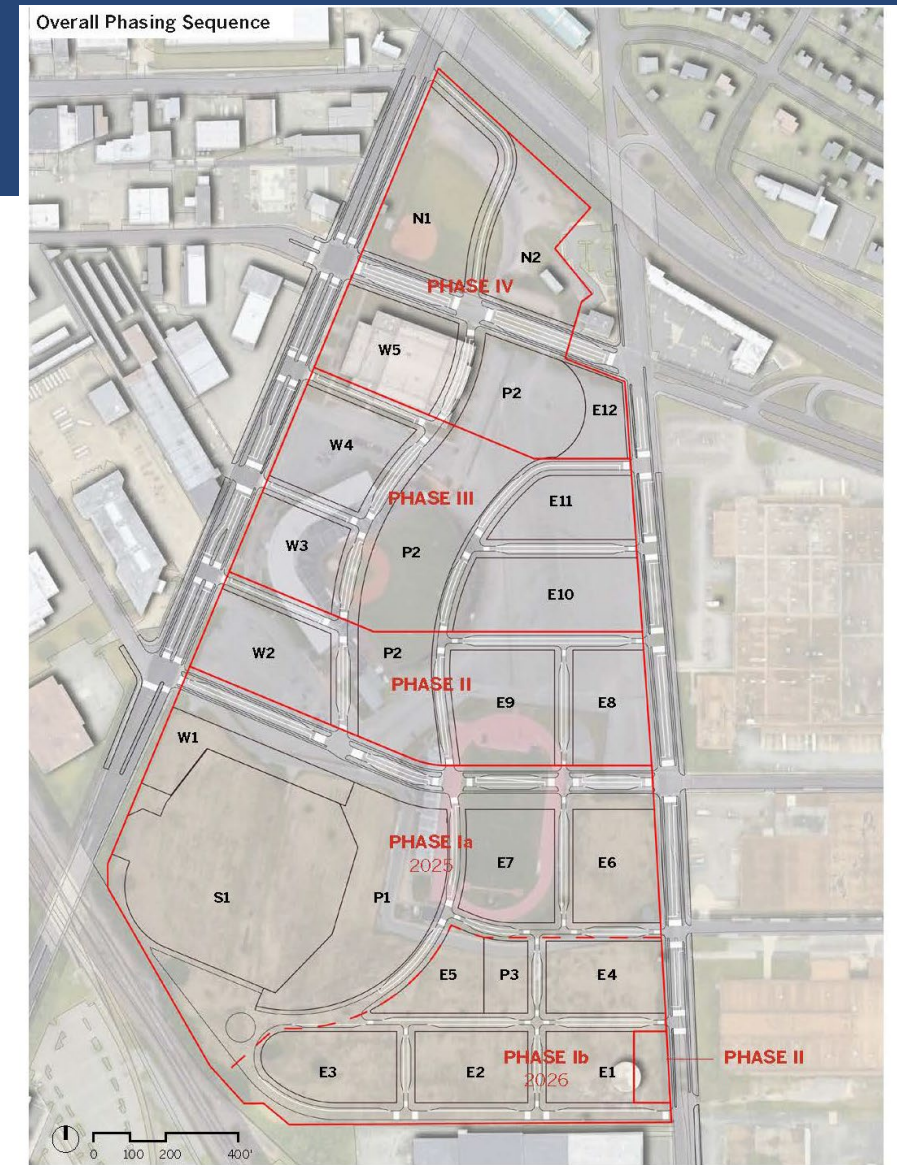 Overall Phasing Sequence
N1
N2
PHASE IV
W5
P2
E12
W4
PHASE III
E11
W3
P2
E10
W2
P2
PHASE II
E9
E8
W1
PHASE Ia
2025
E7
E6
S1
P1
E5
P3
E4
PHASE Ib
2026
PHASE II
E3
E2
E1
0 100 200 400'